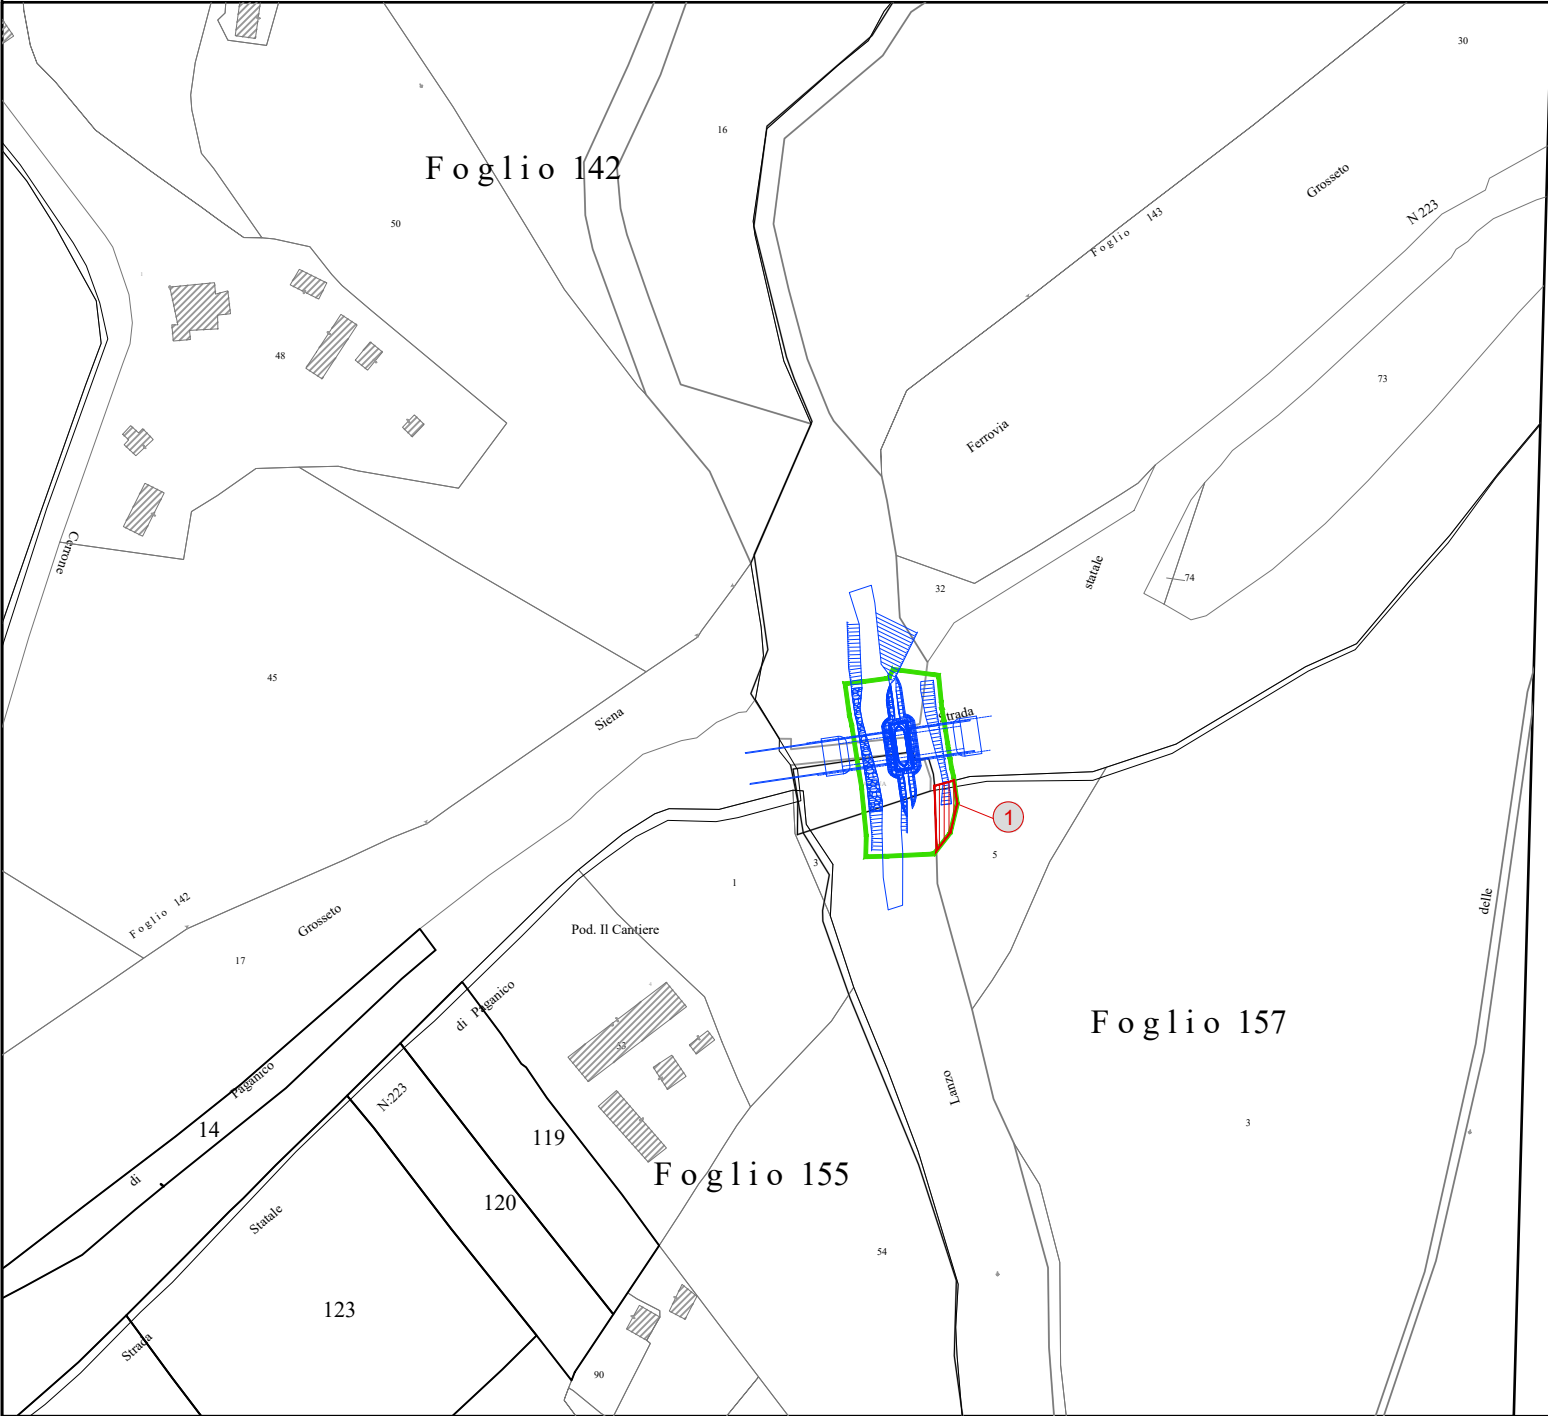 30
16
Foglio 142
Grosseto
N 223
Foglio 143
50
48
73
Ferrovia
Cerrone
statale
74
32
45
Siena
Strada
1
3
5
1
Foglio 142
Grosseto
17
Pod. Il Cantiere
delle
di Paganico
Foglio 157
53
Paganico
N:223
Lanzo
14
119
3
di
Foglio 155
120
Statale
54
123
Strada
90